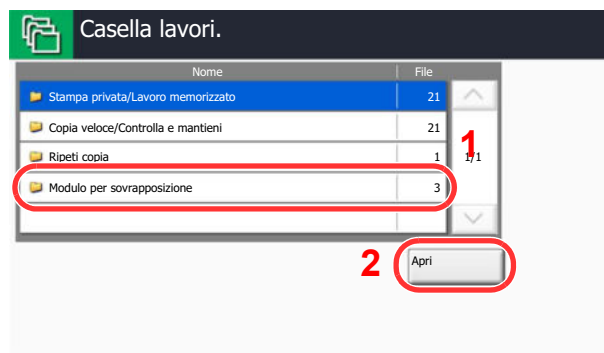 Casella lavori.
Nome File
Stampa privata/Lavoro memorizzato 21
Copia veloce/Controlla e mantieni 21
1
Ripeti copia 1 1/1
Modulo per sovrapposizione 3
2 Apri